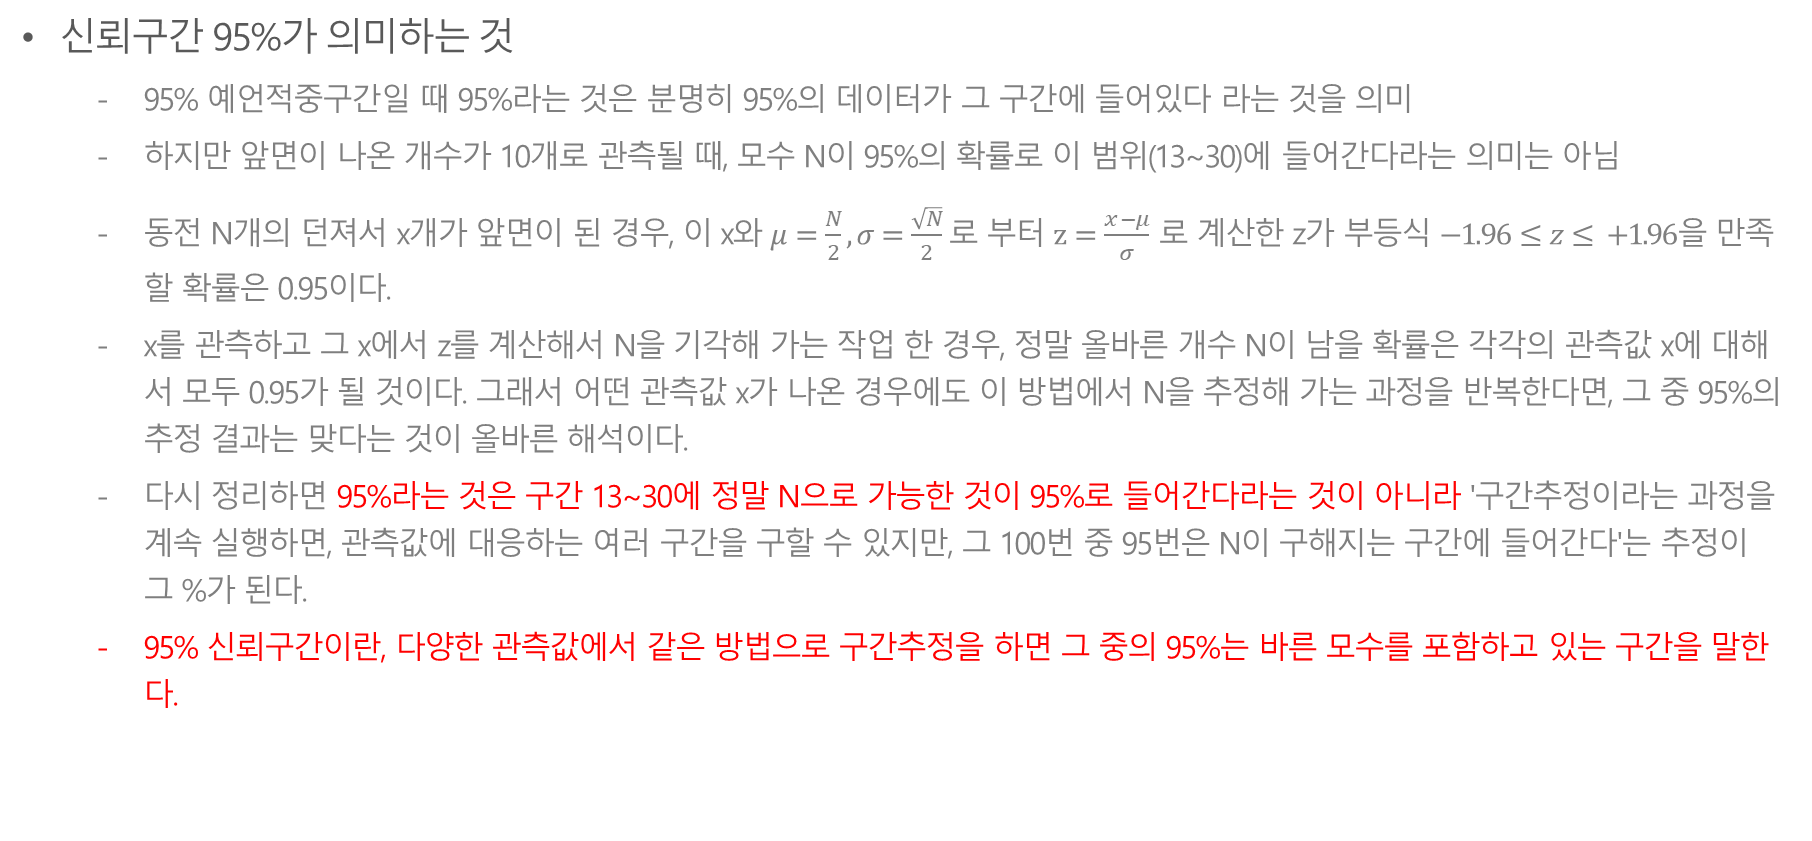 • 신뢰구간 95%가 의미하는 것
- 95% 예언적중구간일 때 95%라는 것은 분명히 95%의 데이터가 그 구간에 들어있다 라는 것을 의미
- 하지만 앞면이 나온 개수가 10개로 관측될 때, 모수 N이 95%의 확률로 이 범위(13~30)에 들어간다라는 의미는 아님
- 동전 N개의 던져서 x개가 앞면이 된 경우, 이 x와 μ = N/2, σ = √N/2 로 부터 z = (x−μ)/σ 로 계산한 z가 부등식 −1.96 ≤ z ≤ +1.96을 만족
할 확률은 0.95이다.
- x를 관측하고 그 x에서 z를 계산해서 N을 기각해 가는 작업 한 경우, 정말 올바른 개수 N이 남을 확률은 각각의 관측값 x에 대해
서 모두 0.95가 될 것이다. 그래서 어떤 관측값 x가 나온 경우에도 이 방법에서 N을 추정해 가는 과정을 반복한다면, 그 중 95%의
추정 결과는 맞다는 것이 올바른 해석이다.
- 다시 정리하면 95%라는 것은 구간 13~30에 정말 N으로 가능한 것이 95%로 들어간다라는 것이 아니라 '구간추정이라는 과정을
계속 실행하면, 관측값에 대응하는 여러 구간을 구할 수 있지만, 그 100번 중 95번은 N이 구해지는 구간에 들어간다'는 추정이
그 %가 된다.
- 95% 신뢰구간이란, 다양한 관측값에서 같은 방법으로 구간추정을 하면 그 중의 95%는 바른 모수를 포함하고 있는 구간을 말한
다.